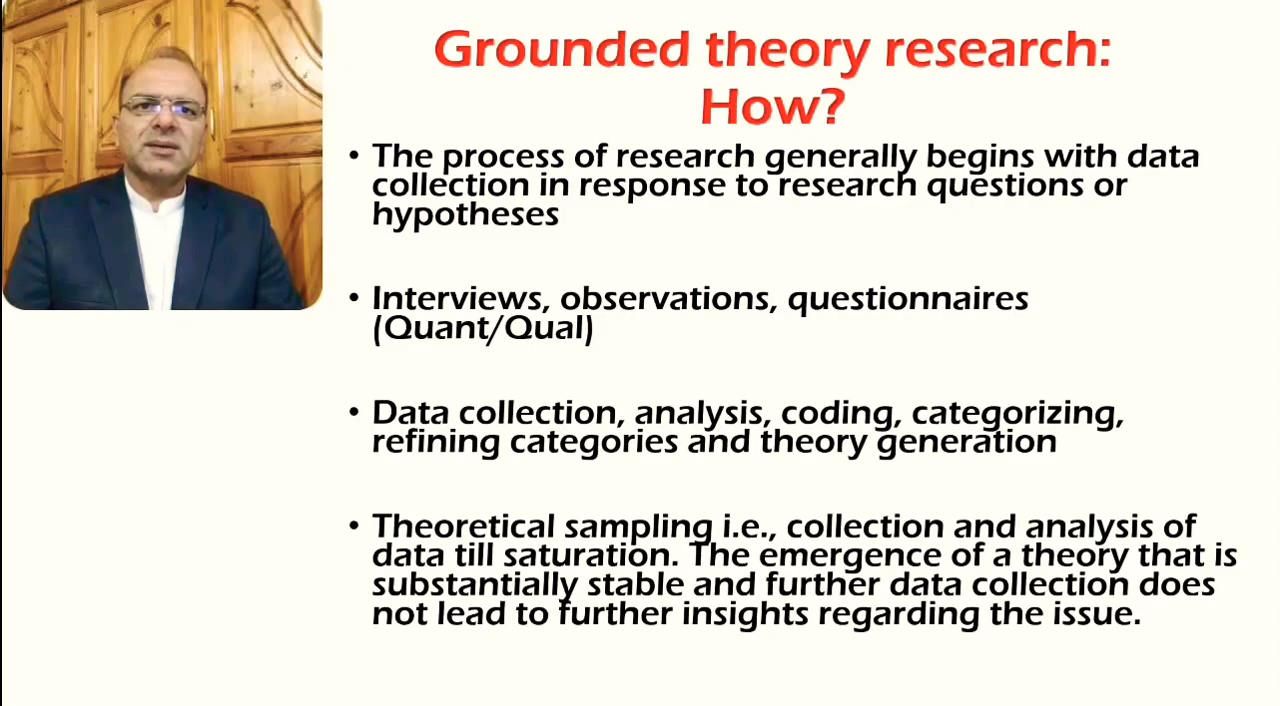 Grounded theory research:
How?
• The process of research generally begins with data
collection in response to research questions or
hypotheses
• Interviews, observations, questionnaires
(Quant/Qual)
• Data collection, analysis, coding, categorizing,
refining categories and theory generation
• Theoretical sampling i.e., collection and analysis of
data till saturation. The emergence of a theory that is
substantially stable and further data collection does
not lead to further insights regarding the issue.